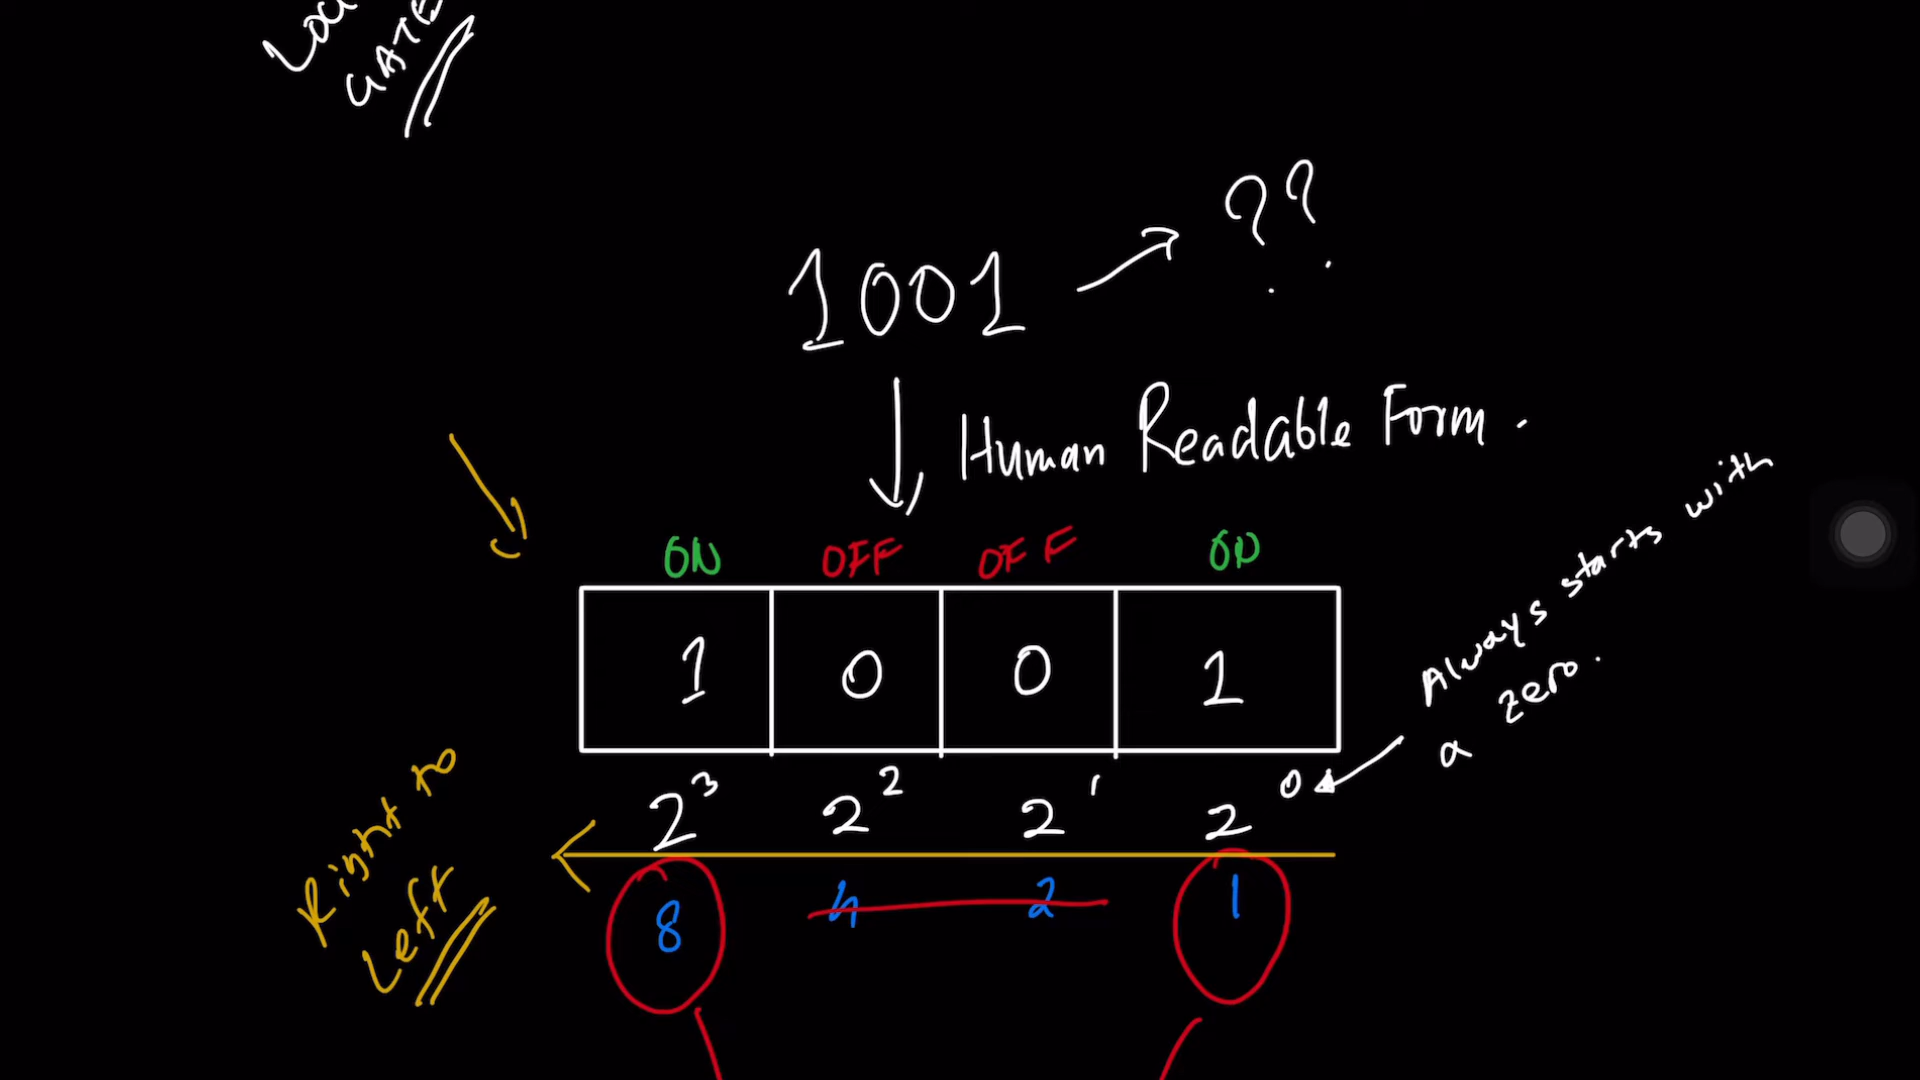 GATE
??
1001
Human Readable Form.
ON OFF OFF ON
1 0 0 1
Always starts with
a zero.
2³ 2² 2¹ 2⁰
Right to
Left
8 4 2 1